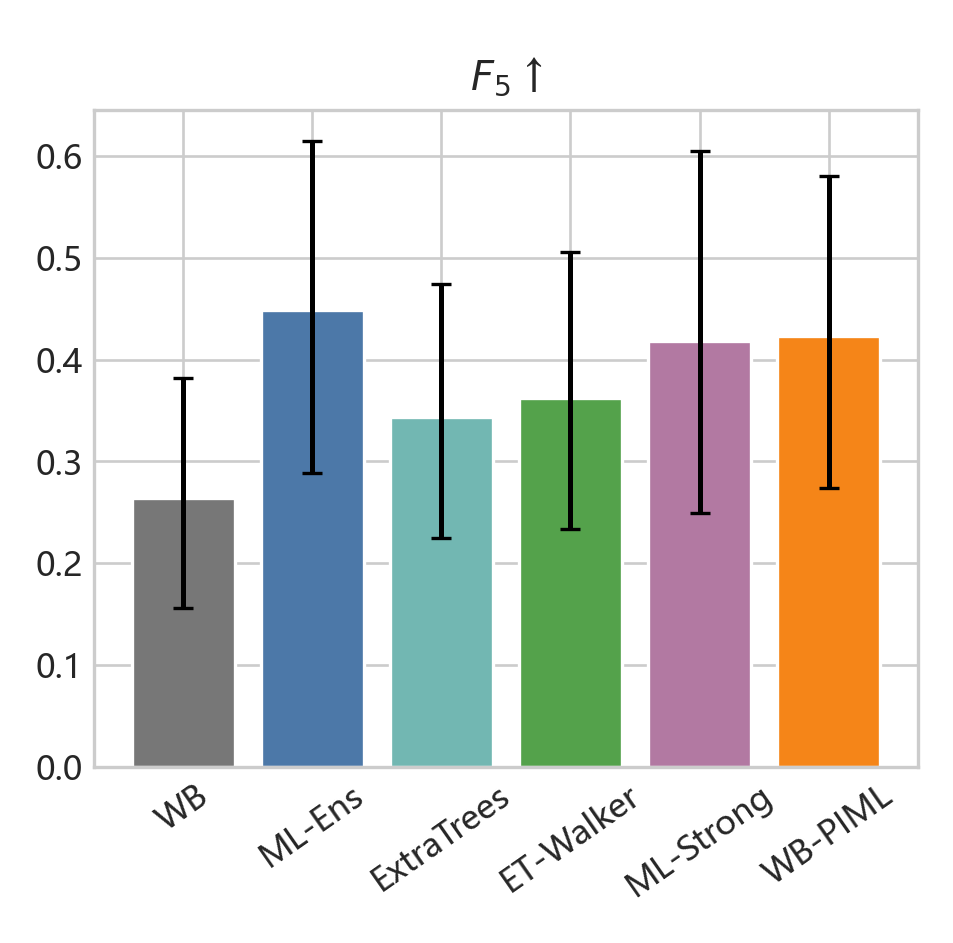 F5 ↑
0.6
0.5
0.4
0.3
0.2
0.1
0.0
WB
ML-Ens
ExtraTrees
ET-Walker
ML-Strong
WB-PIML